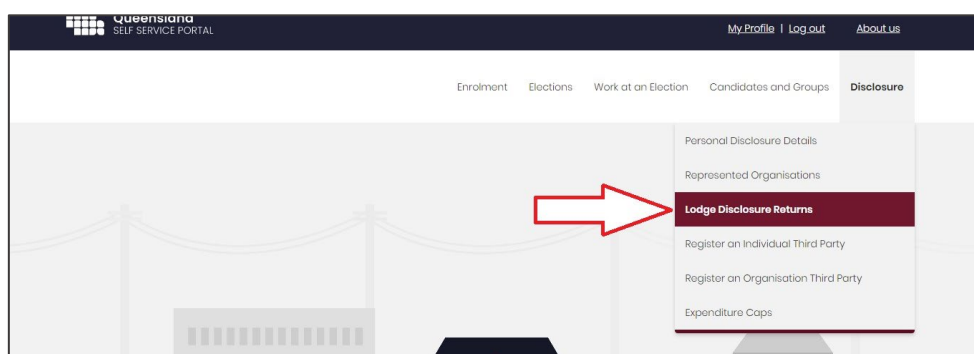 Queensland
SELF SERVICE PORTAL
My Profile | Log out About us
Enrolment Elections Work at an Election Candidates and Groups Disclosure
Personal Disclosure Details
Represented Organisations
Lodge Disclosure Returns
Register an Individual Third Party
Register an Organisation Third Party
Expenditure Caps